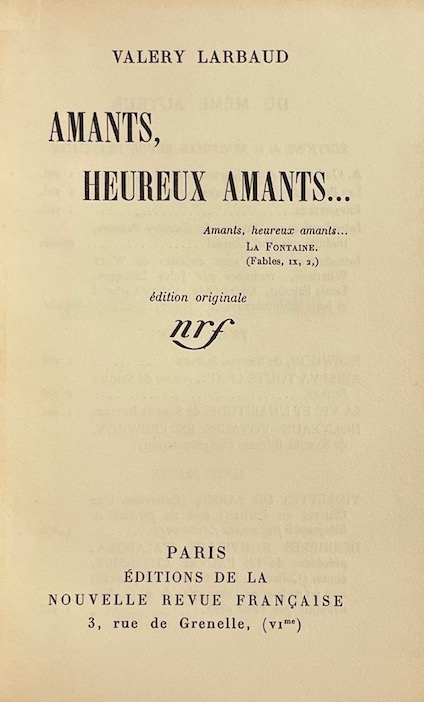 VALERY LARBAUD
AMANTS,
HEUREUX AMANTS...
Amants, heureux amants...
LA FONTAINE.
(Fables, IX, 2,)
édition originale
nrf
PARIS
ÉDITIONS DE LA
NOUVELLE REVUE FRANÇAISE
3, rue de Grenelle, (VIme)